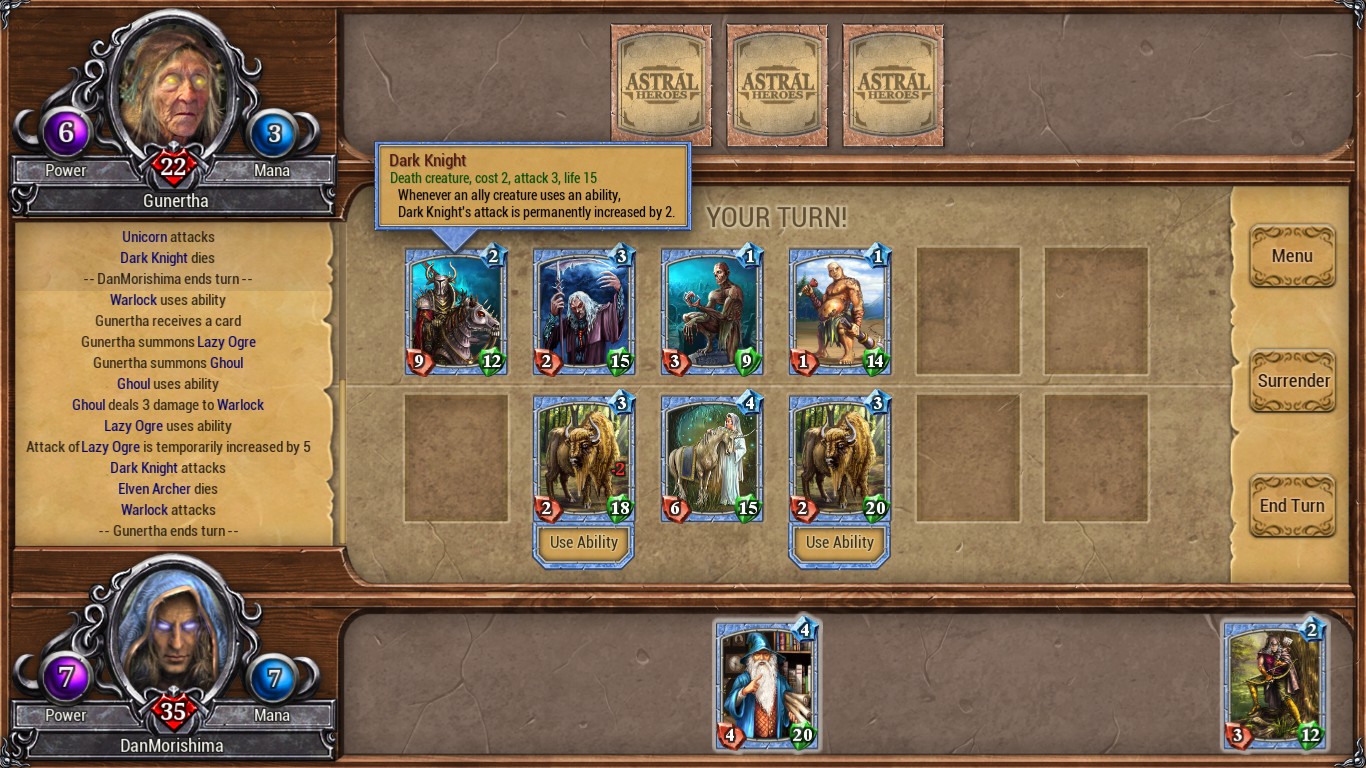 ASTRAL
HEROES
ASTRAL
HEROES
ASTRAL
HEROES
6
3
22
Power
Mana
Gunertha
Dark Knight
Death creature, cost 2, attack 3, life 15
Whenever an ally creature uses an ability,
Dark Knight's attack is permanently increased by 2.
YOUR TURN!
Unicorn attacks
Dark Knight dies
-- DanMorishima ends turn --
Warlock uses ability
Gunertha receives a card
Gunertha summons Lazy Ogre
Gunertha summons Ghoul
Ghoul uses ability
Ghoul deals 3 damage to Warlock
Lazy Ogre uses ability
Attack of Lazy Ogre is temporarily increased by 5
Dark Knight attacks
Elven Archer dies
Warlock attacks
-- Gunertha ends turn --
2
3
1
1
9
12
2
15
3
9
1
14
3
4
3
-2
2
18
6
15
2
20
Use Ability
Use Ability
Menu
Surrender
End Turn
7
7
35
Power
Mana
DanMorishima
4
4
20
2
3
12